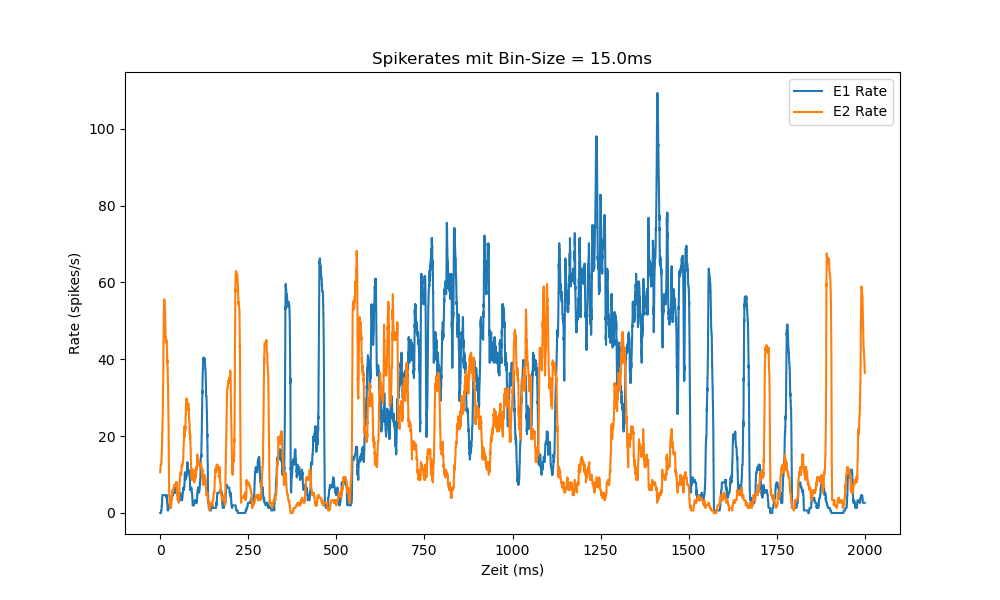 Spikerates mit Bin-Size = 15.0ms
E1 Rate
E2 Rate
100
80
60
40
20
0
Rate (spikes/s)
0 250 500 750 1000 1250 1500 1750 2000
Zeit (ms)